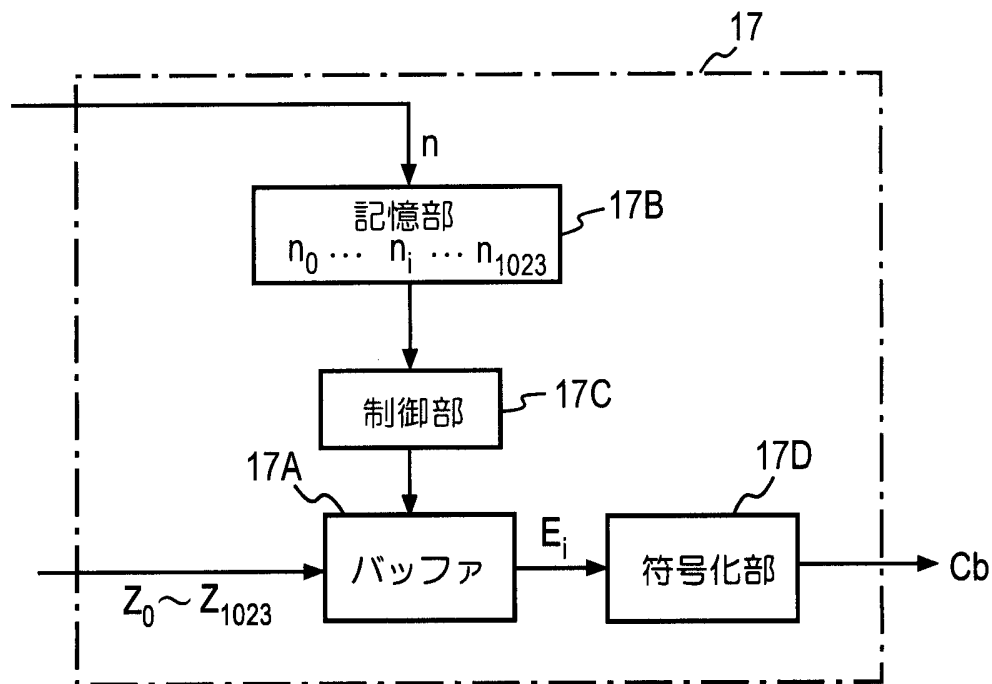 17
n
記憶部
17B
n₀ … nᵢ … n₁₀₂₃
制御部
17C
17A
17D
バッファ
Eᵢ
符号化部
Cb
Z₀～Z₁₀₂₃